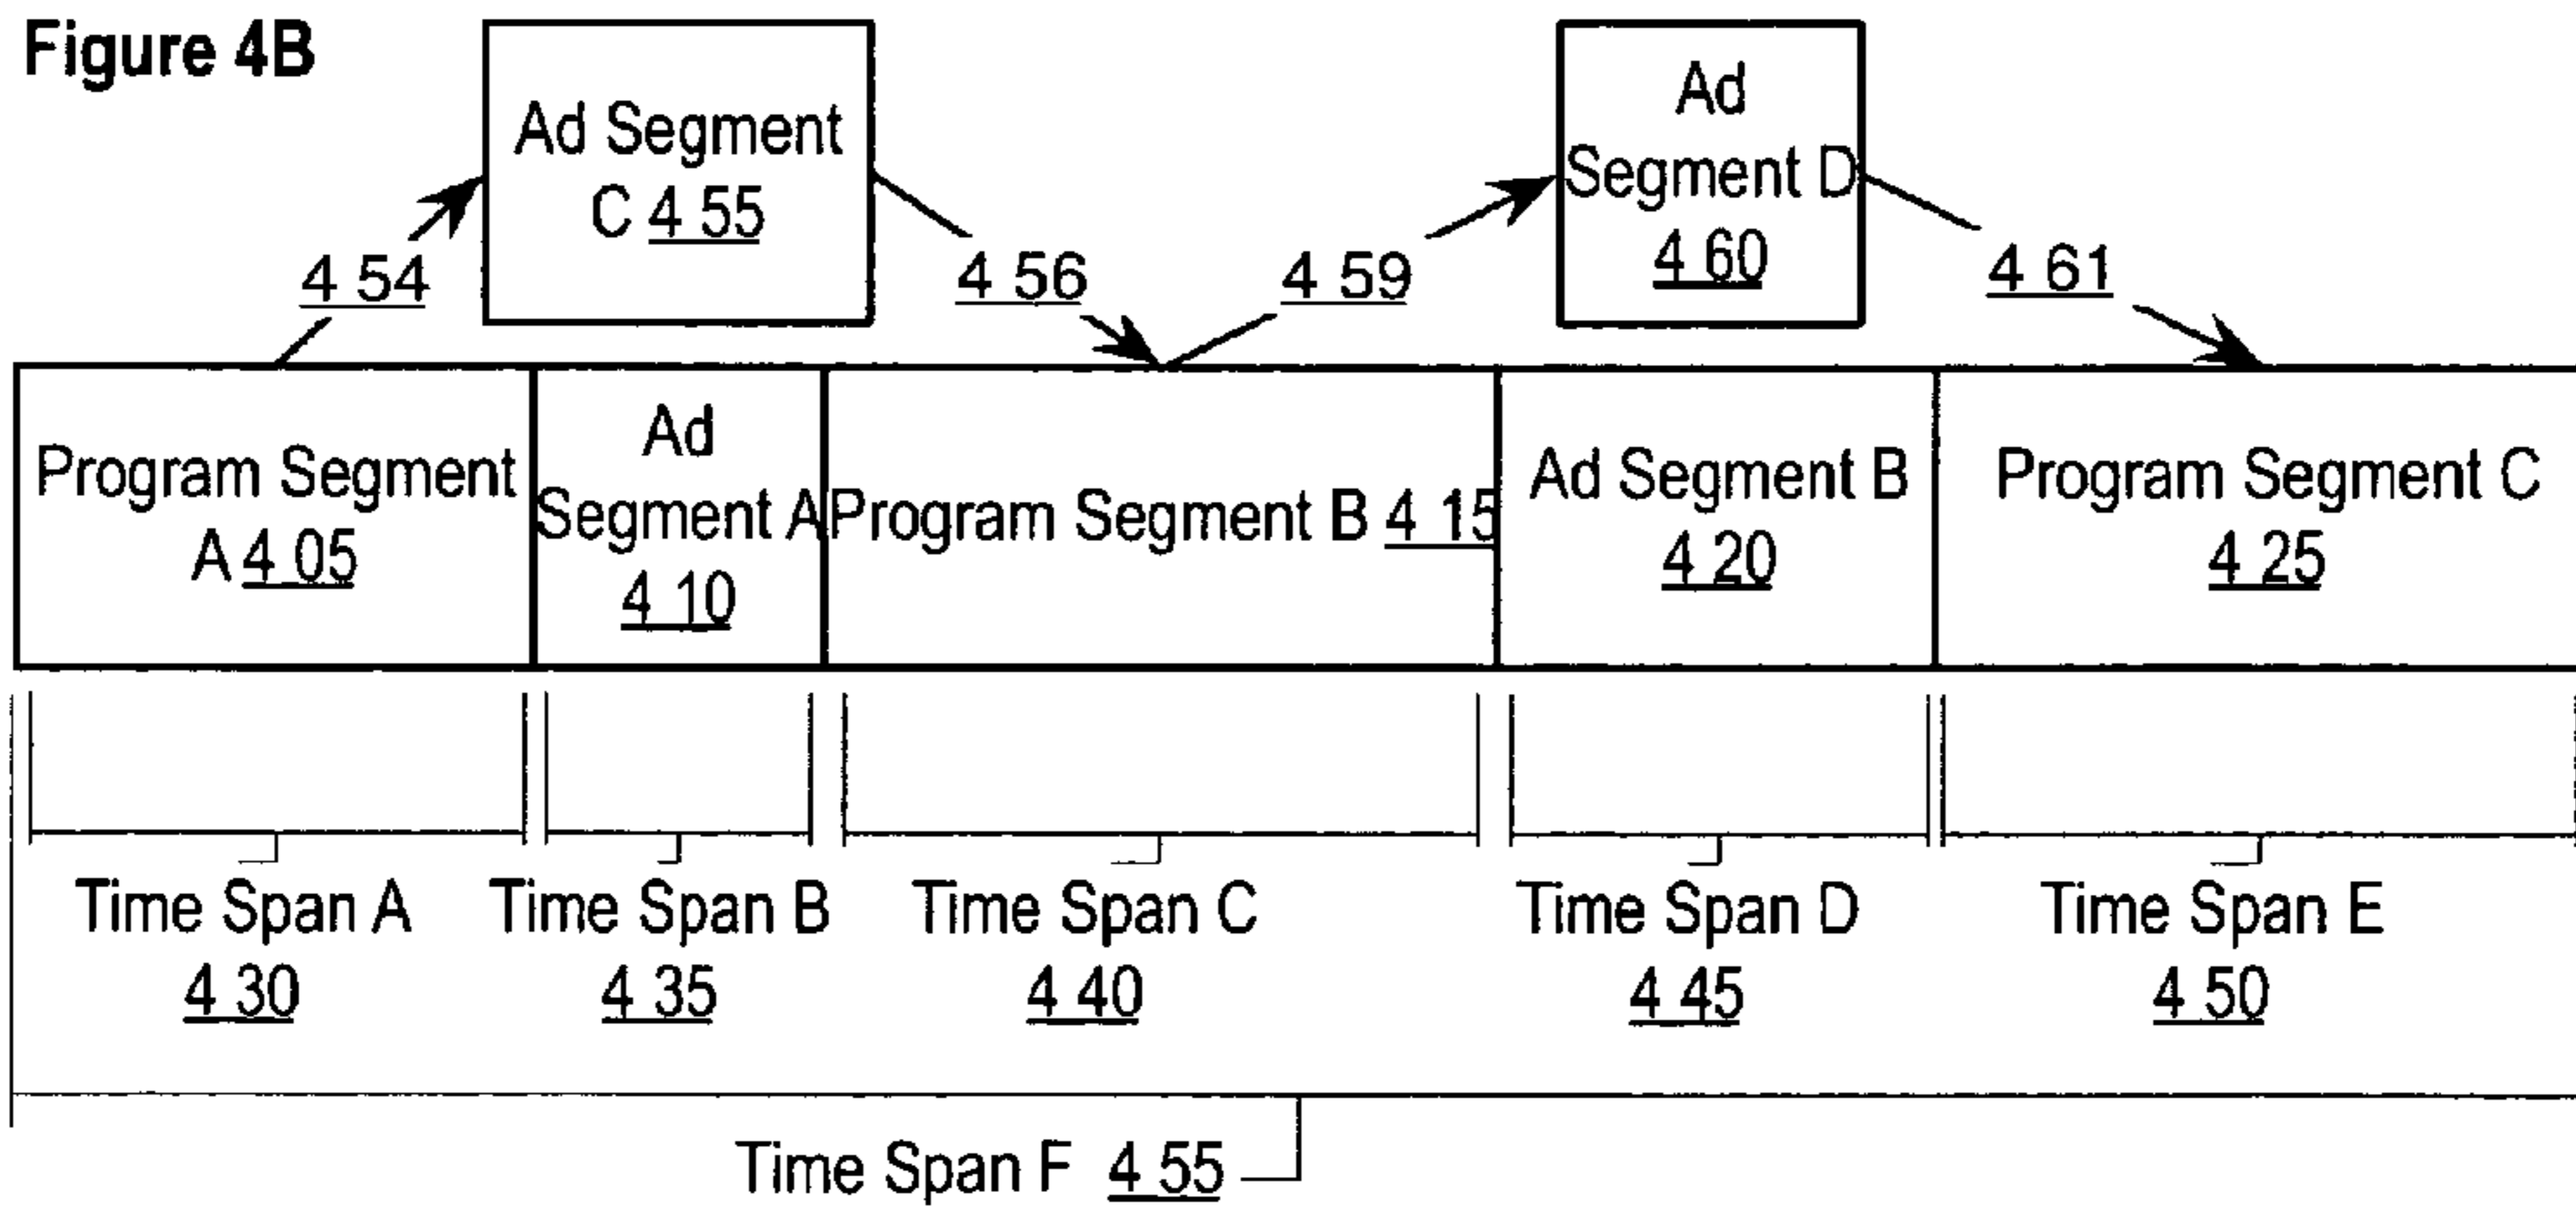 Figure 4B
Ad Segment
C 4 55
Ad
Segment D
4 60
4 54
4 56
4 59
4 61
Program Segment
A 4 05
Ad
Segment A
4 10
Program Segment B 4 15
Ad Segment B
4 20
Program Segment C
4 25
Time Span A
4 30
Time Span B
4 35
Time Span C
4 40
Time Span D
4 45
Time Span E
4 50
Time Span F 4 55